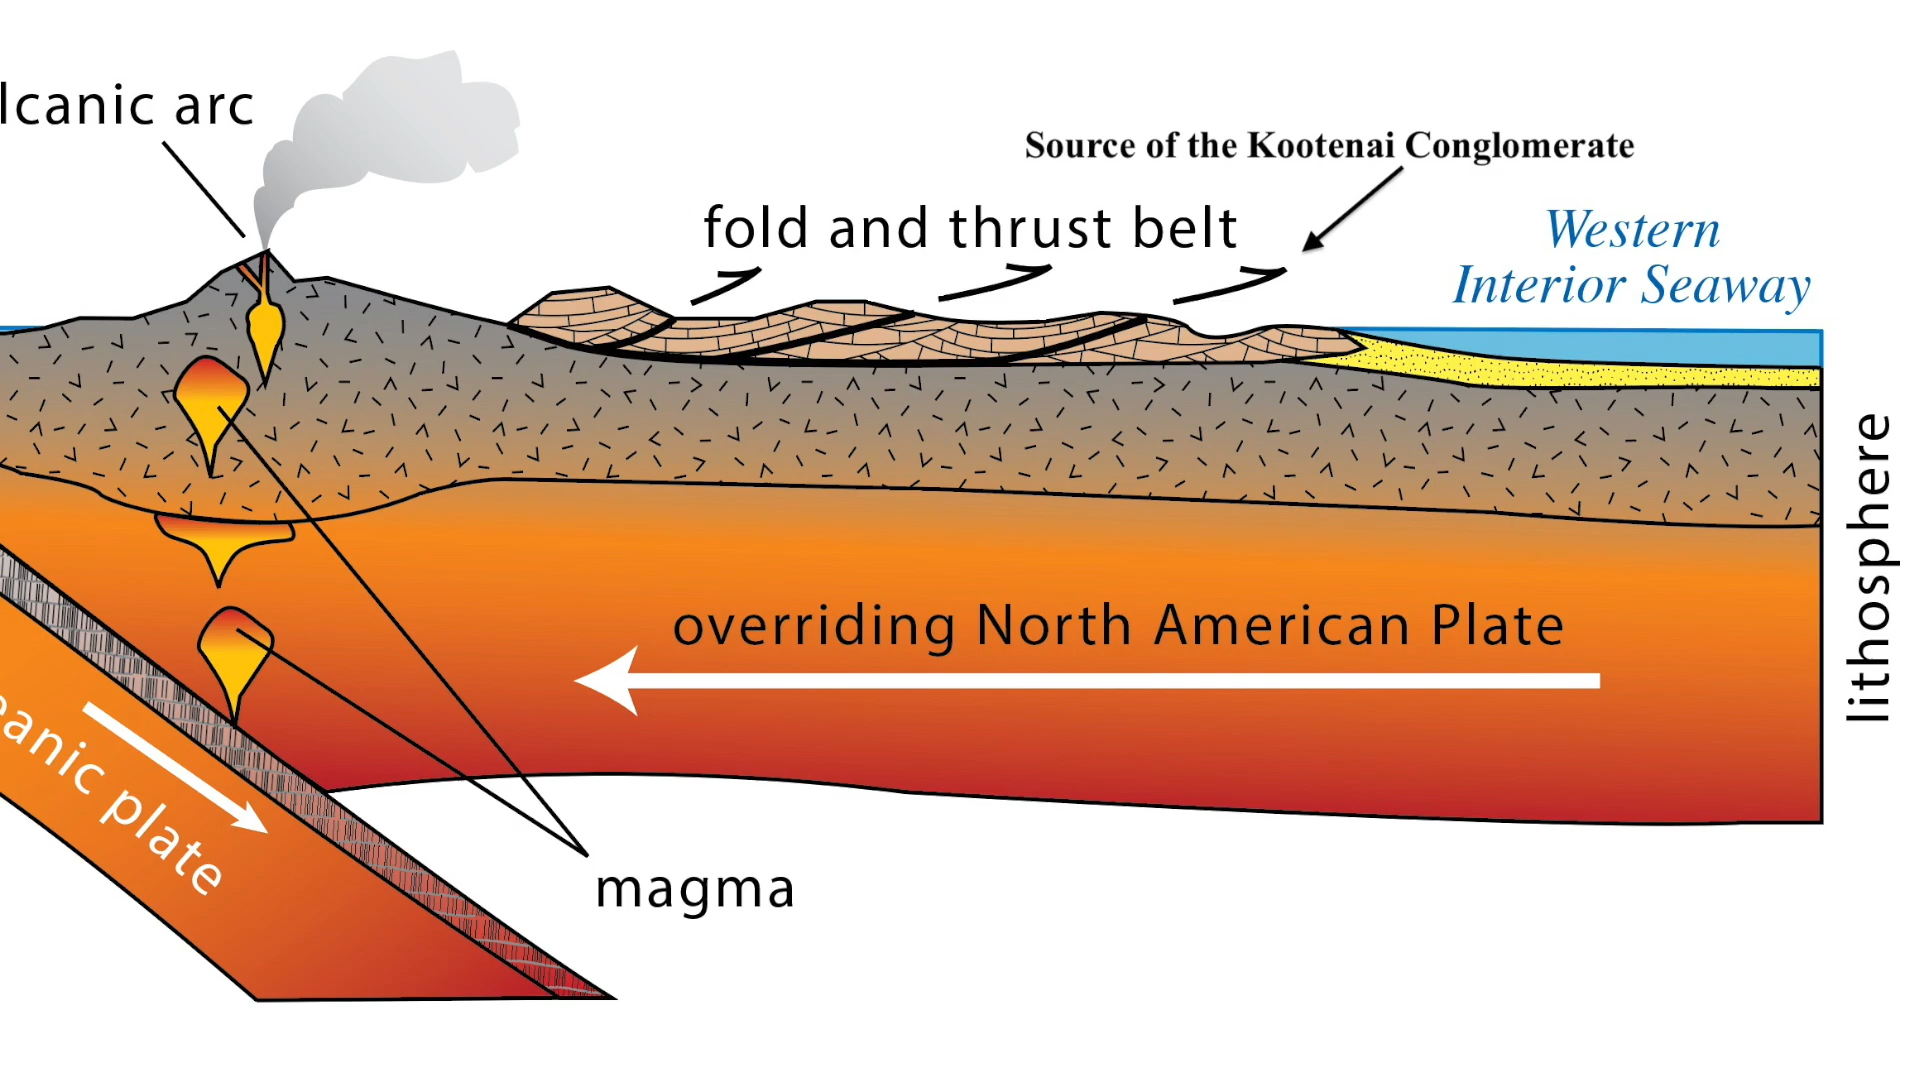 lcanic arc
Source of the Kootenai Conglomerate
fold and thrust belt
Western
Interior Seaway
lithosphere
overriding North American Plate
eanic plate
magma